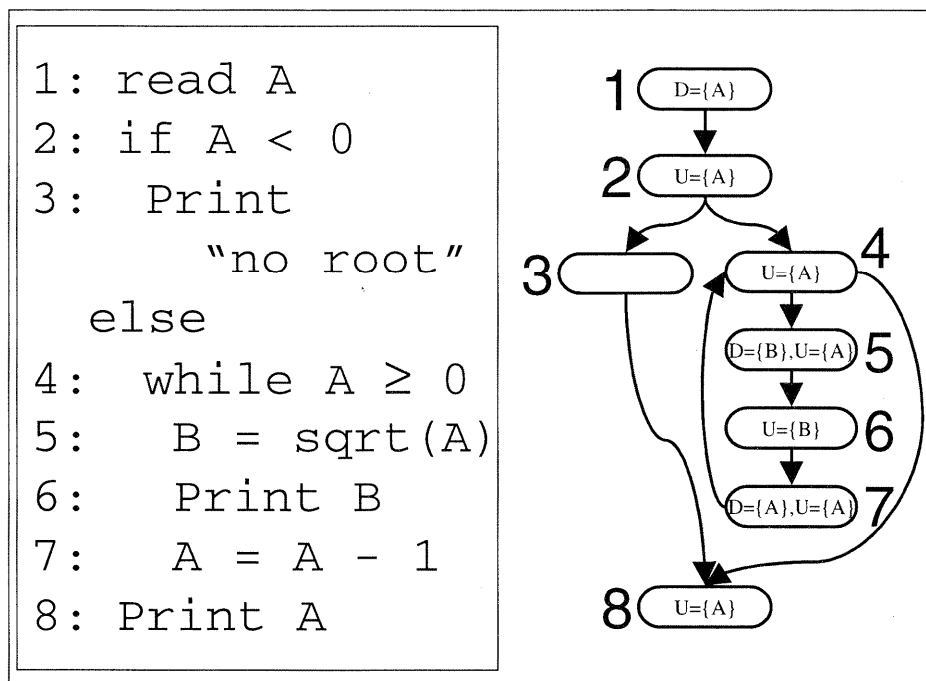 1: read A
2: if A < 0
3: Print
"no root"
else
4: while A ≥ 0
5: B = sqrt(A)
6: Print B
7: A = A - 1
8: Print A
1 D={A}
2 U={A}
3
4 U={A}
D={B},U={A} 5
U={B} 6
D={A},U={A} 7
8 U={A}